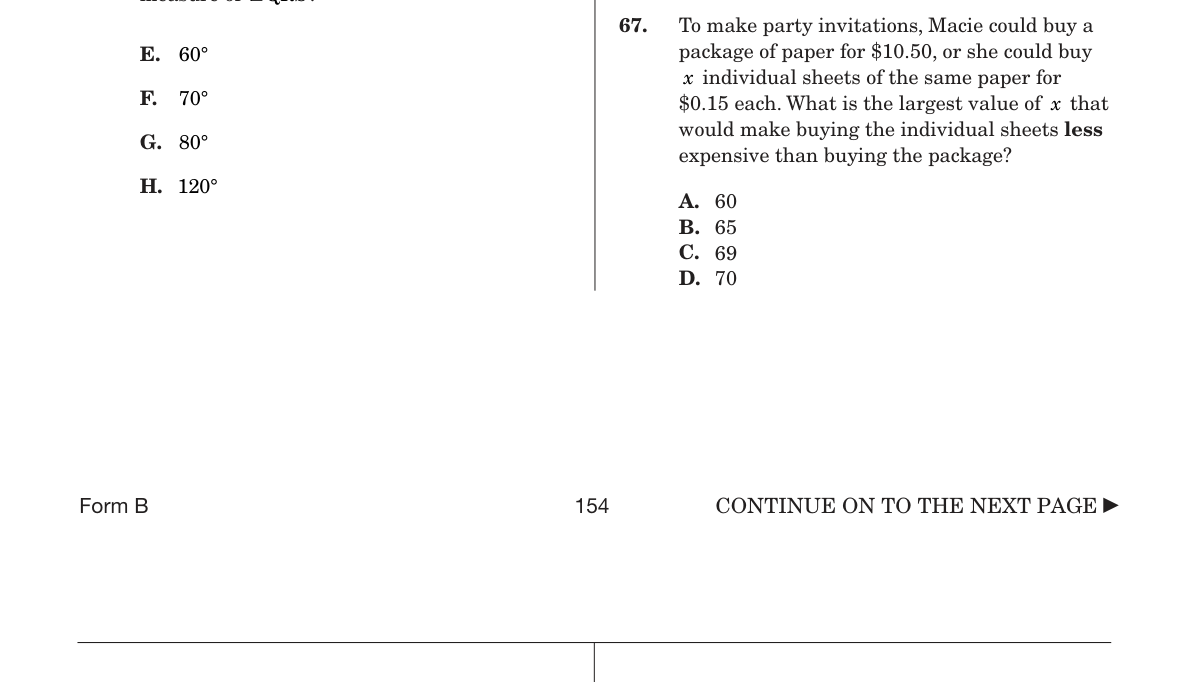 E. 60°
F. 70°
G. 80°
H. 120°
67. To make party invitations, Macie could buy a
package of paper for $10.50, or she could buy
x individual sheets of the same paper for
$0.15 each. What is the largest value of x that
would make buying the individual sheets less
expensive than buying the package?
A. 60
B. 65
C. 69
D. 70
Form B
154
CONTINUE ON TO THE NEXT PAGE ►